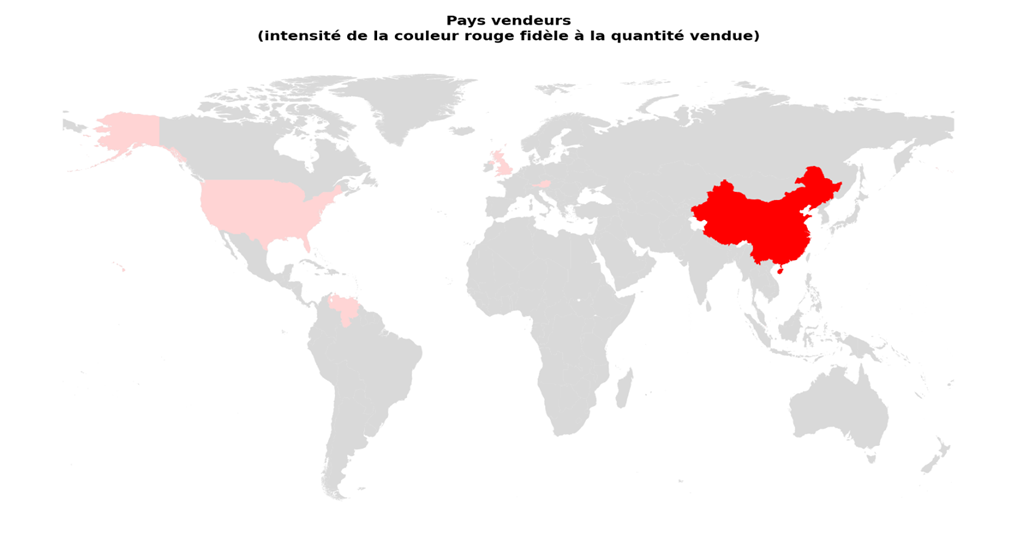 Pays vendeurs
(intensité de la couleur rouge fidèle à la quantité vendue)